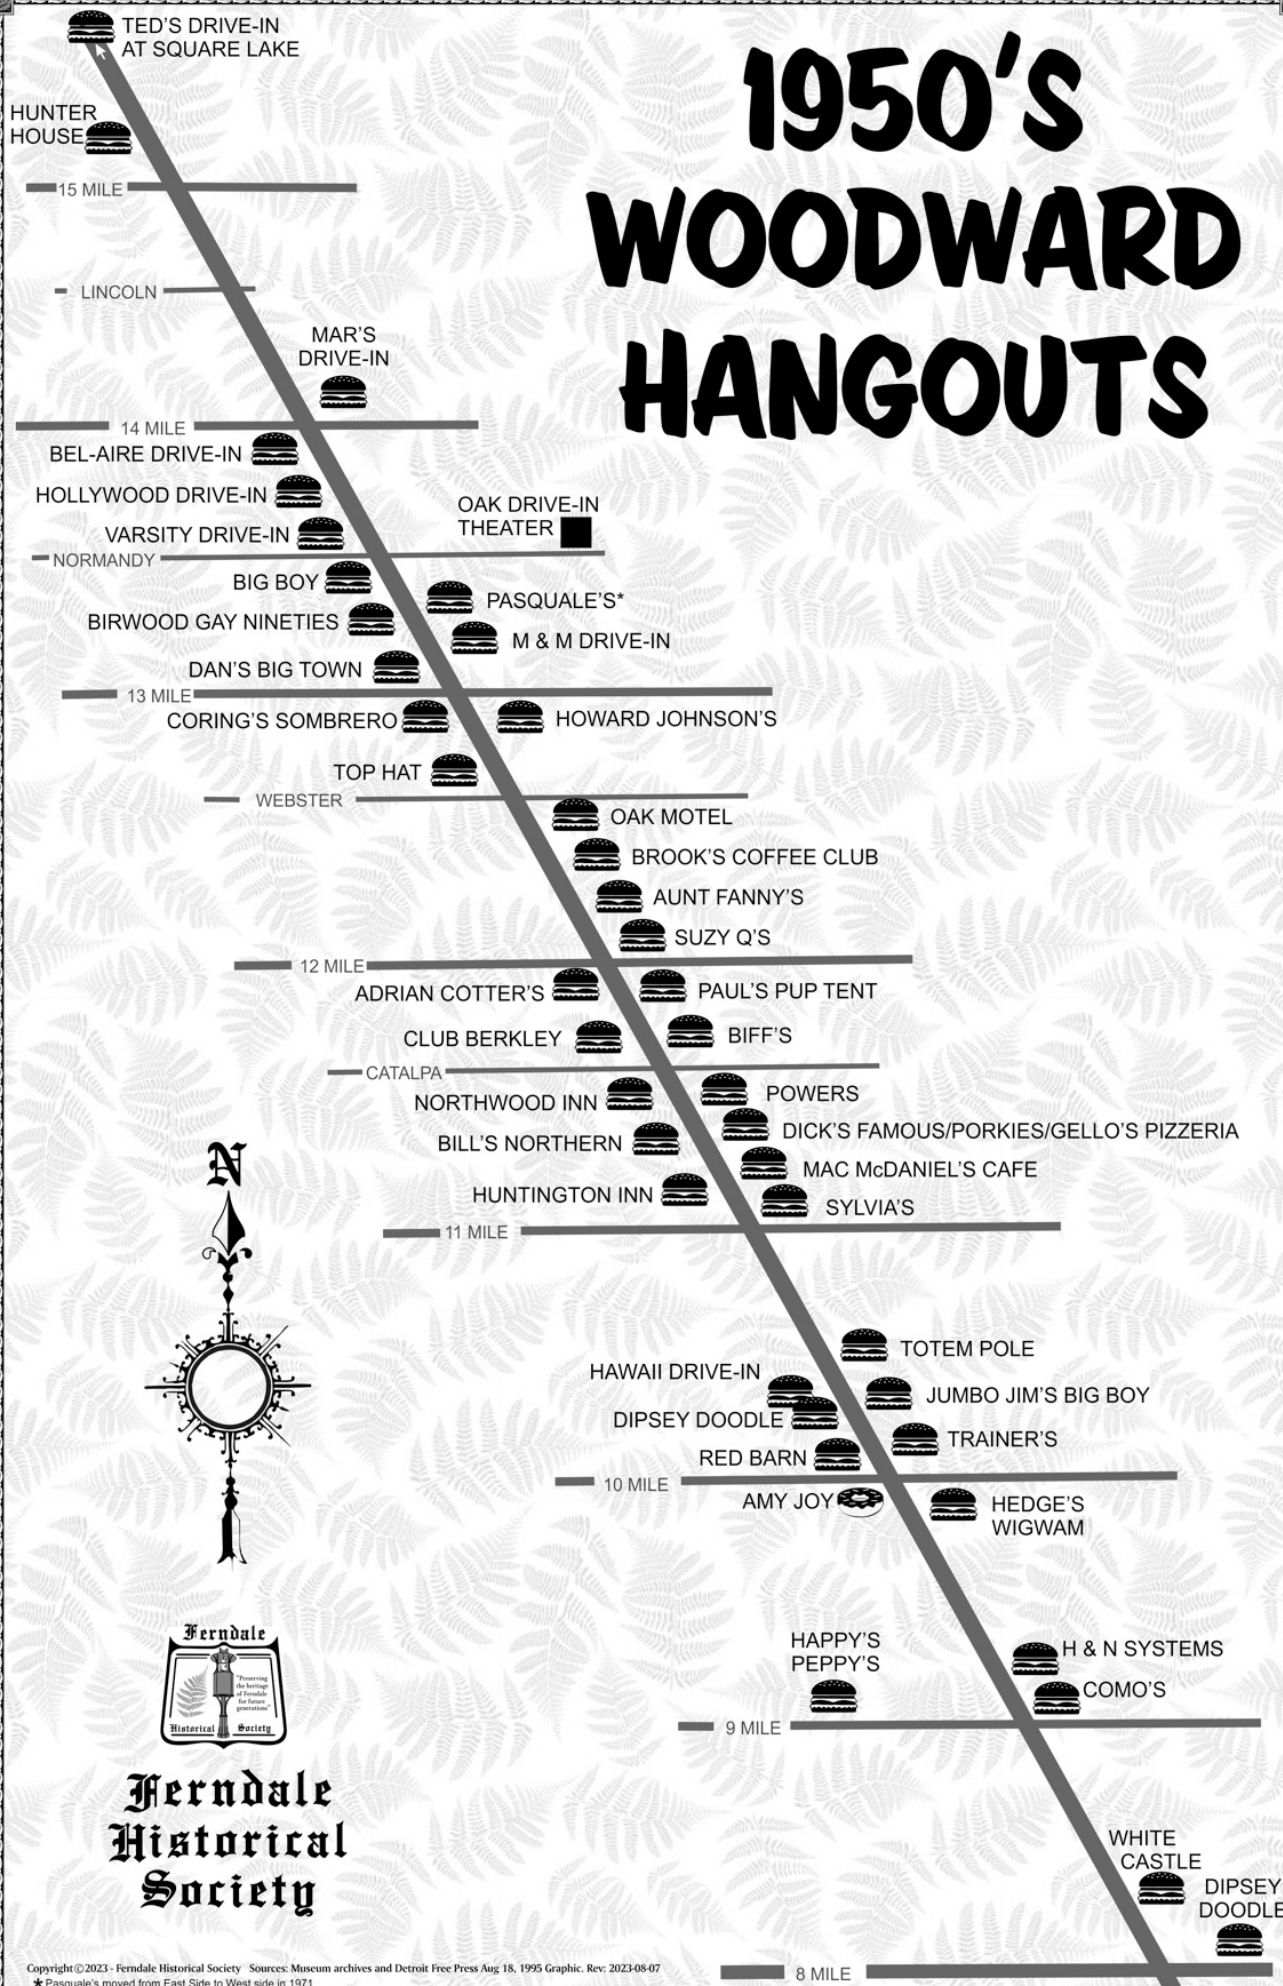 TED'S DRIVE-IN
AT SQUARE LAKE
1950'S
WOODWARD
HANGOUTS
HUNTER
HOUSE
15 MILE
LINCOLN
MAR'S
DRIVE-IN
14 MILE
BEL-AIRE DRIVE-IN
HOLLYWOOD DRIVE-IN
OAK DRIVE-IN
THEATER
VARSITY DRIVE-IN
NORMANDY
BIG BOY
PASQUALE'S*
BIRWOOD GAY NINETIES
M & M DRIVE-IN
DAN'S BIG TOWN
13 MILE
CORING'S SOMBRERO
HOWARD JOHNSON'S
TOP HAT
WEBSTER
OAK MOTEL
BROOK'S COFFEE CLUB
AUNT FANNY'S
SUZY Q'S
12 MILE
ADRIAN COTTER'S
PAUL'S PUP TENT
CLUB BERKLEY
BIFF'S
CATALPA
NORTHWOOD INN
POWERS
BILL'S NORTHERN
DICK'S FAMOUS/PORKIES/GELLO'S PIZZERIA
MAC McDANIEL'S CAFE
HUNTINGTON INN
SYLVIA'S
11 MILE
N
TOTEM POLE
HAWAII DRIVE-IN
JUMBO JIM'S BIG BOY
DIPSEY DOODLE
TRAINER'S
RED BARN
10 MILE
AMY JOY
HEDGE'S
WIGWAM
HAPPY'S
PEPPY'S
H & N SYSTEMS
COMO'S
9 MILE
Ferndale
"Preserving
the heritage
of Ferndale
for future
generations"
Historical Society
Ferndale
Historical
Society
WHITE
CASTLE
DIPSEY
DOODLE
8 MILE
Copyright©2023 - Ferndale Historical Society Sources: Museum archives and Detroit Free Press Aug 18, 1995 Graphic. Rev: 2023-08-07
* Pasquale's moved from East Side to West side in 1971